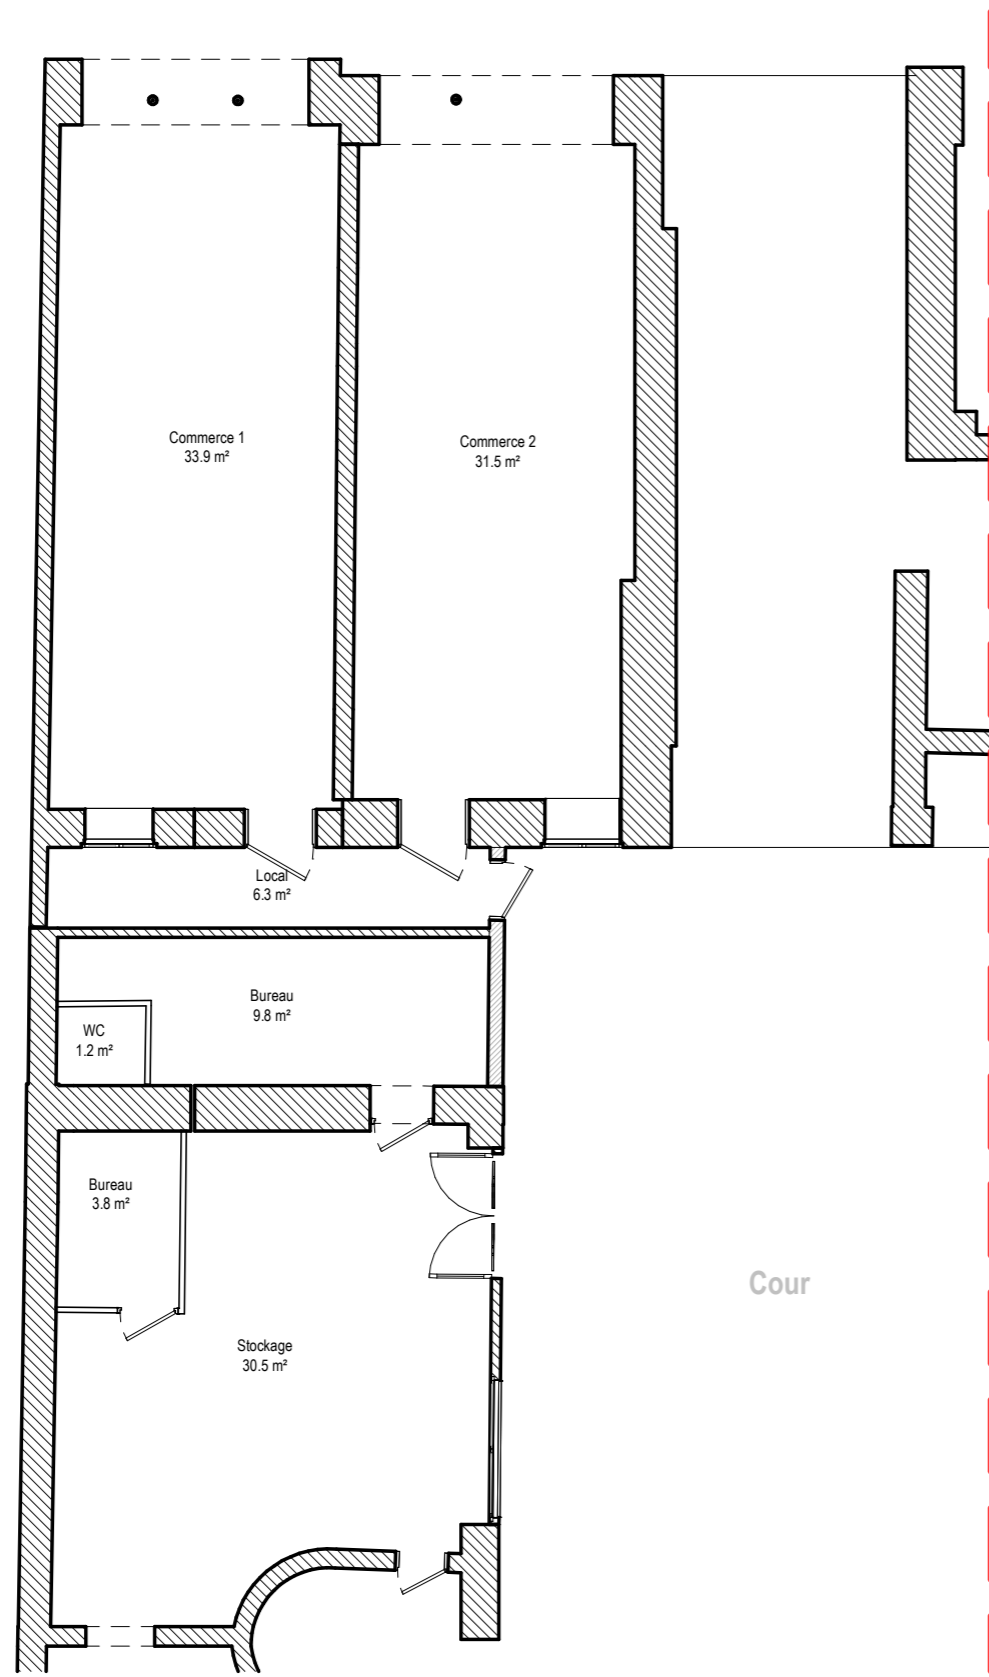 Commerce 1
33.9 m²
Commerce 2
31.5 m²
Local
6.3 m²
Bureau
9.8 m²
WC
1.2 m²
Bureau
3.8 m²
Cour
Stockage
30.5 m²